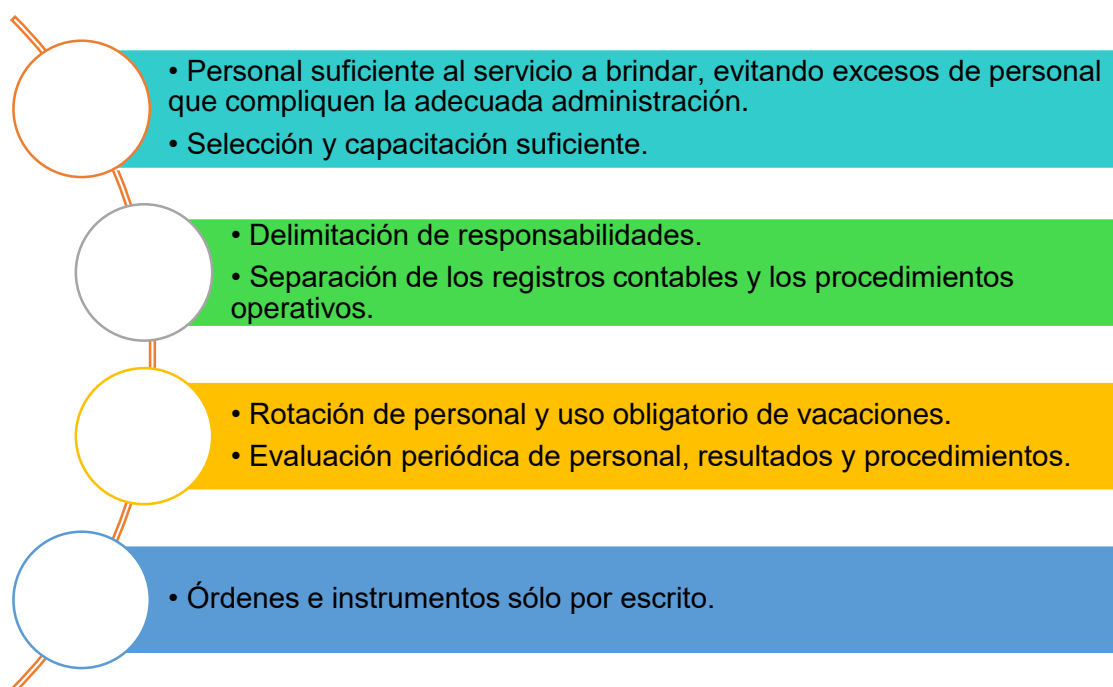 • Personal suficiente al servicio a brindar, evitando excesos de personal
que compliquen la adecuada administración.
• Selección y capacitación suficiente.
• Delimitación de responsabilidades.
• Separación de los registros contables y los procedimientos
operativos.
• Rotación de personal y uso obligatorio de vacaciones.
• Evaluación periódica de personal, resultados y procedimientos.
• Órdenes e instrumentos sólo por escrito.